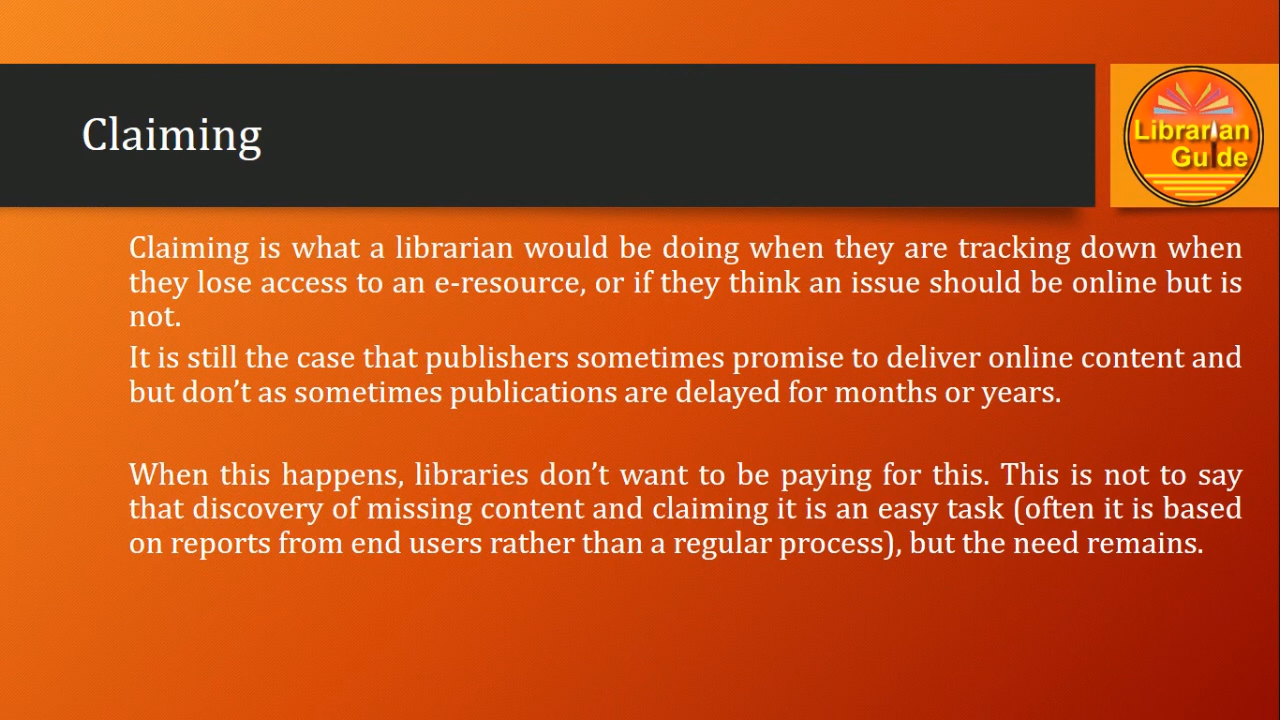 Claiming
Librarian
Guide
Claiming is what a librarian would be doing when they are tracking down when
they lose access to an e-resource, or if they think an issue should be online but is
not.
It is still the case that publishers sometimes promise to deliver online content and
but don’t as sometimes publications are delayed for months or years.
When this happens, libraries don’t want to be paying for this. This is not to say
that discovery of missing content and claiming it is an easy task (often it is based
on reports from end users rather than a regular process), but the need remains.